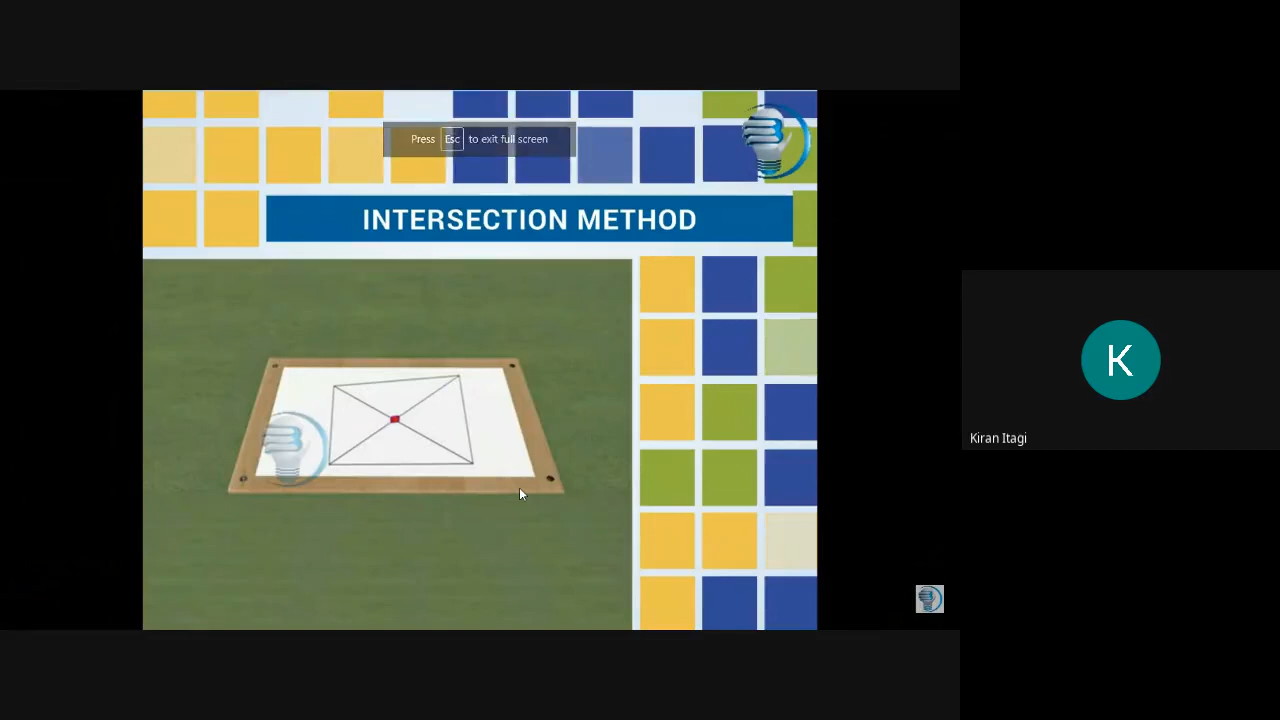 Press Esc to exit full screen
INTERSECTION METHOD
K
Kiran Itagi